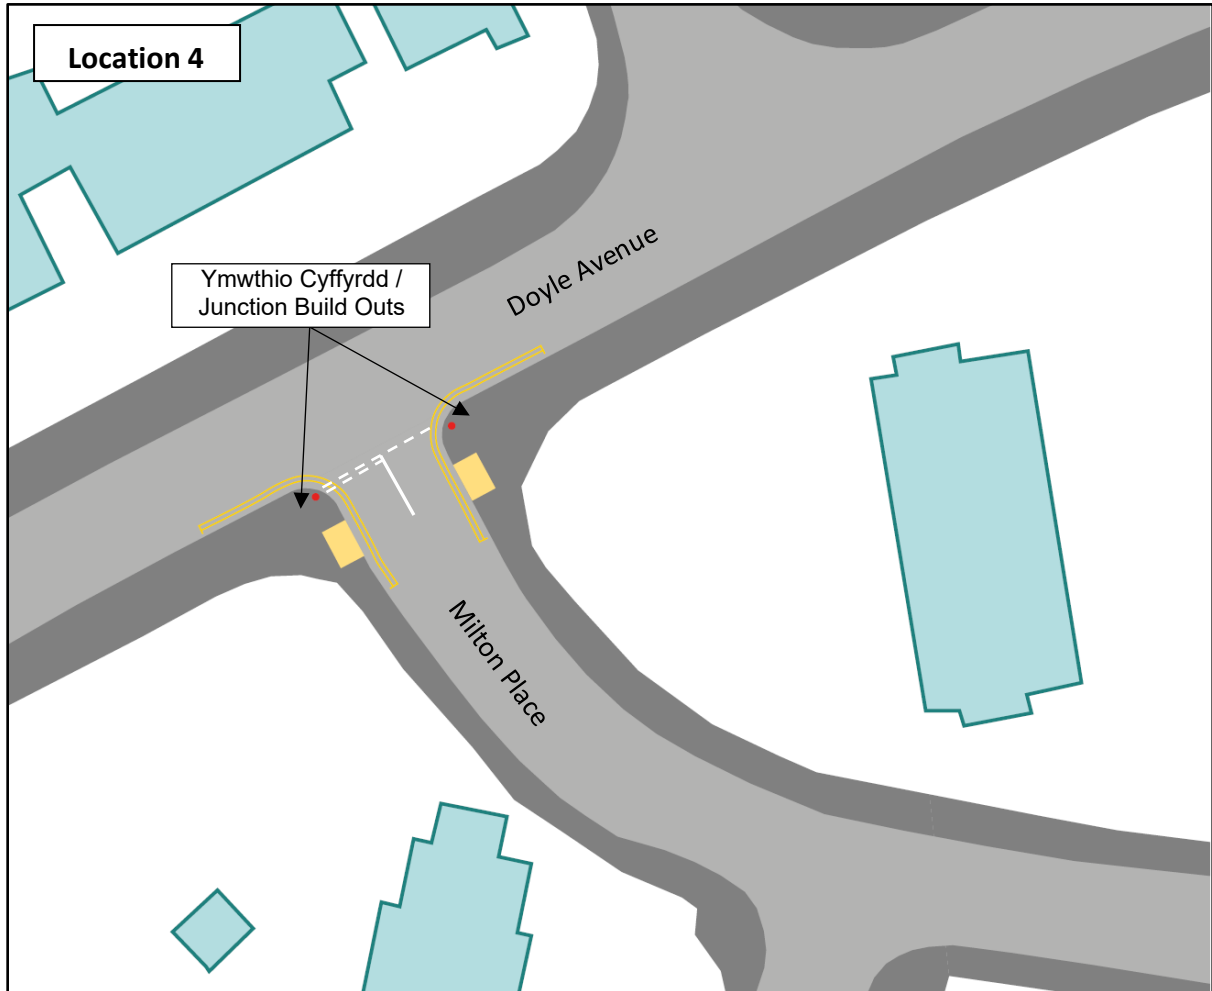 Location 4
Ymwthio Cyffyrdd /
Junction Build Outs
Doyle Avenue
Milton Place